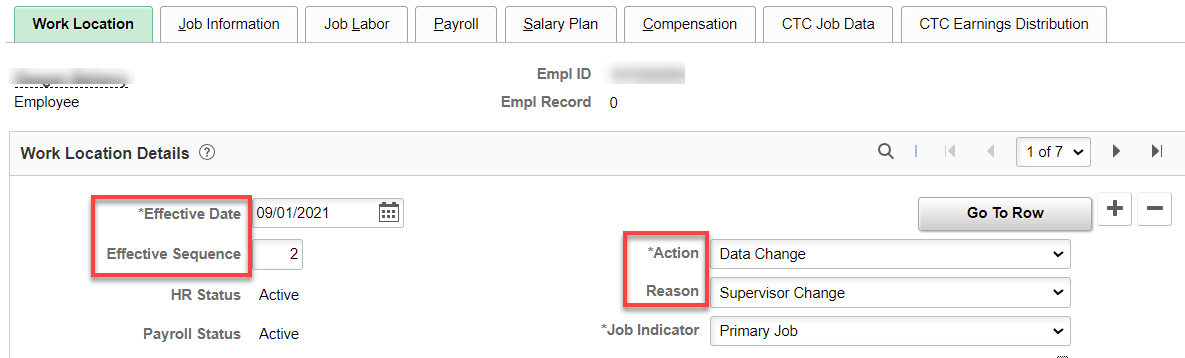 Work Location Job Information Job Labor Payroll Salary Plan Compensation CTC Job Data CTC Earnings Distribution
Empl ID
Employee Empl Record 0
Work Location Details ? 1 of 7
*Effective Date 09/01/2021 Go To Row
Effective Sequence 2 *Action Data Change
HR Status Active Reason Supervisor Change
Payroll Status Active *Job Indicator Primary Job